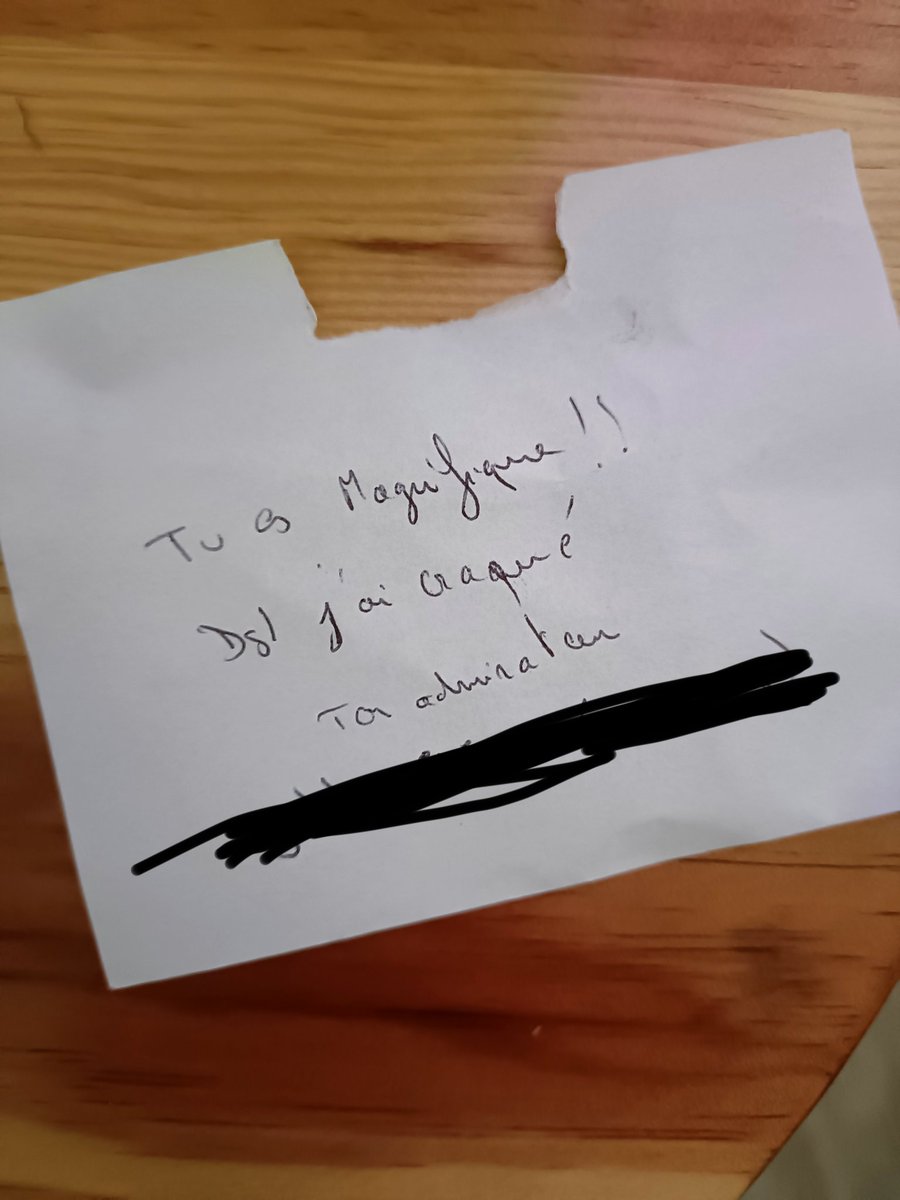 Tu es Magnifique !!
Dsl j'ai craqué
Ton admirateur